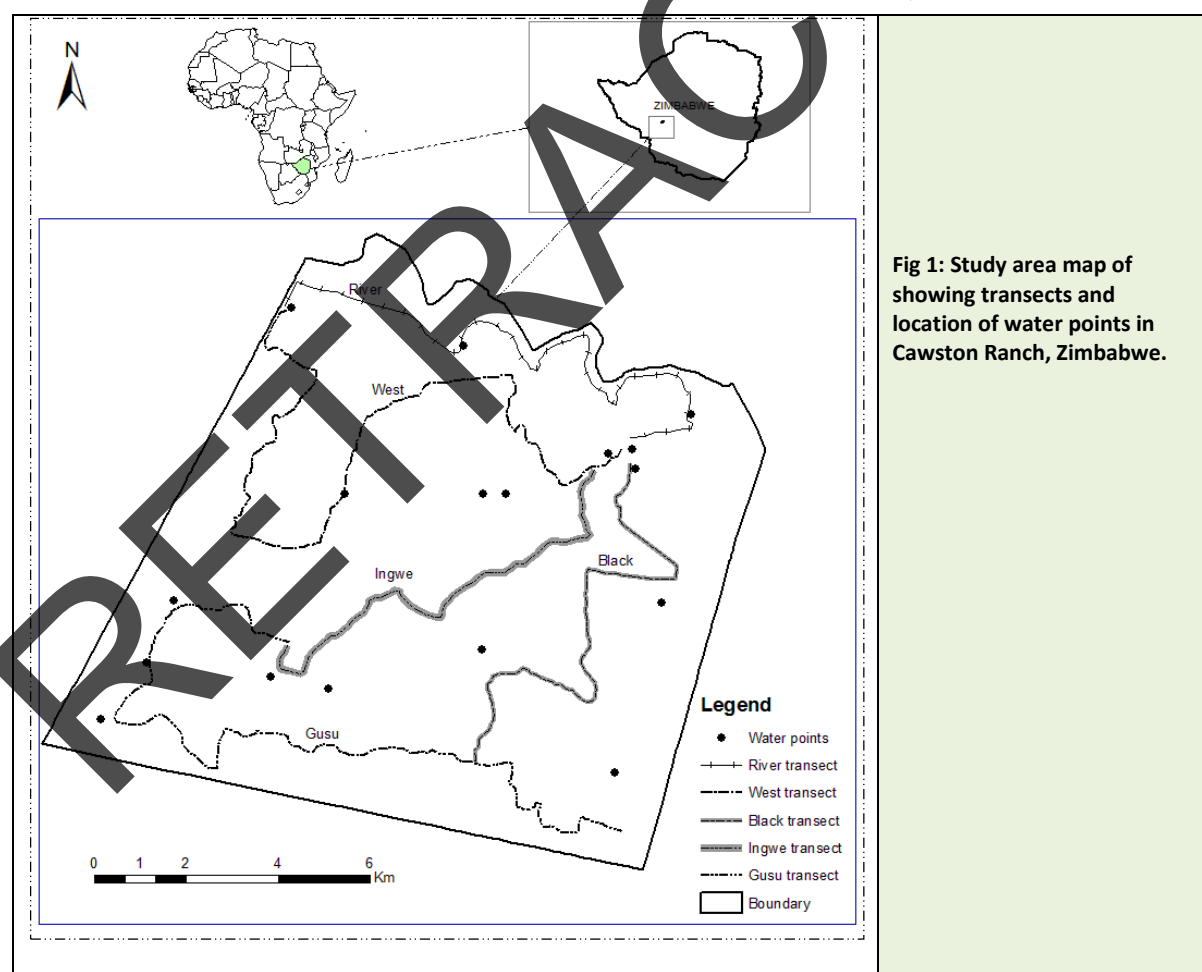 N
ZIMBABWE
River
West
Ingwe
Black
Gusu
Legend
Water points
River transect
West transect
Black transect
Ingwe transect
Gusu transect
Boundary
0 1 2 4 6
Km
Fig 1: Study area map of
showing transects and
location of water points in
Cawston Ranch, Zimbabwe.
RETRAC